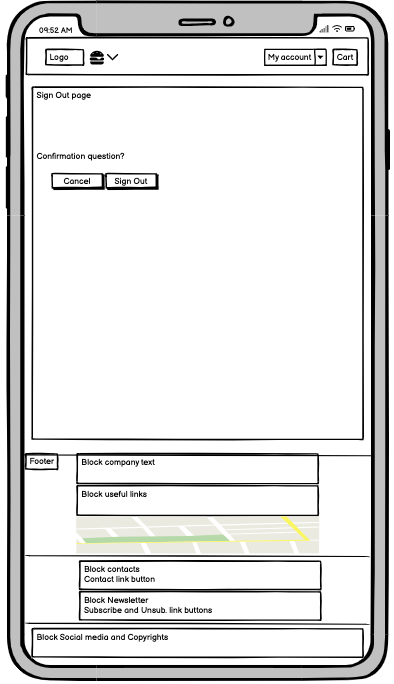 09:52 AM
Logo
My account
Cart
Sign Out page
Confirmation question?
Cancel
Sign Out
Footer
Block company text
Block useful links
Block contacts
Contact link button
Block Newsletter
Subscribe and Unsub. link buttons
Block Social media and Copyrights